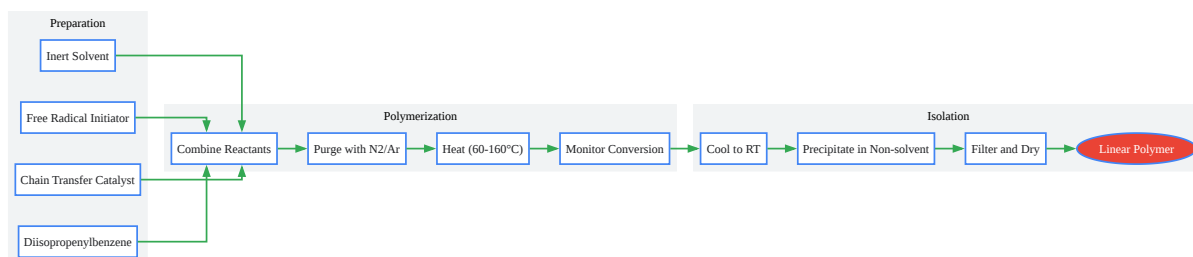 Preparation
Inert Solvent
Free Radical Initiator
Chain Transfer Catalyst
Diisopropenylbenzene
Polymerization
Combine Reactants
Purge with N2/Ar
Heat (60-160°C)
Monitor Conversion
Isolation
Cool to RT
Precipitate in Non-solvent
Filter and Dry
Linear Polymer